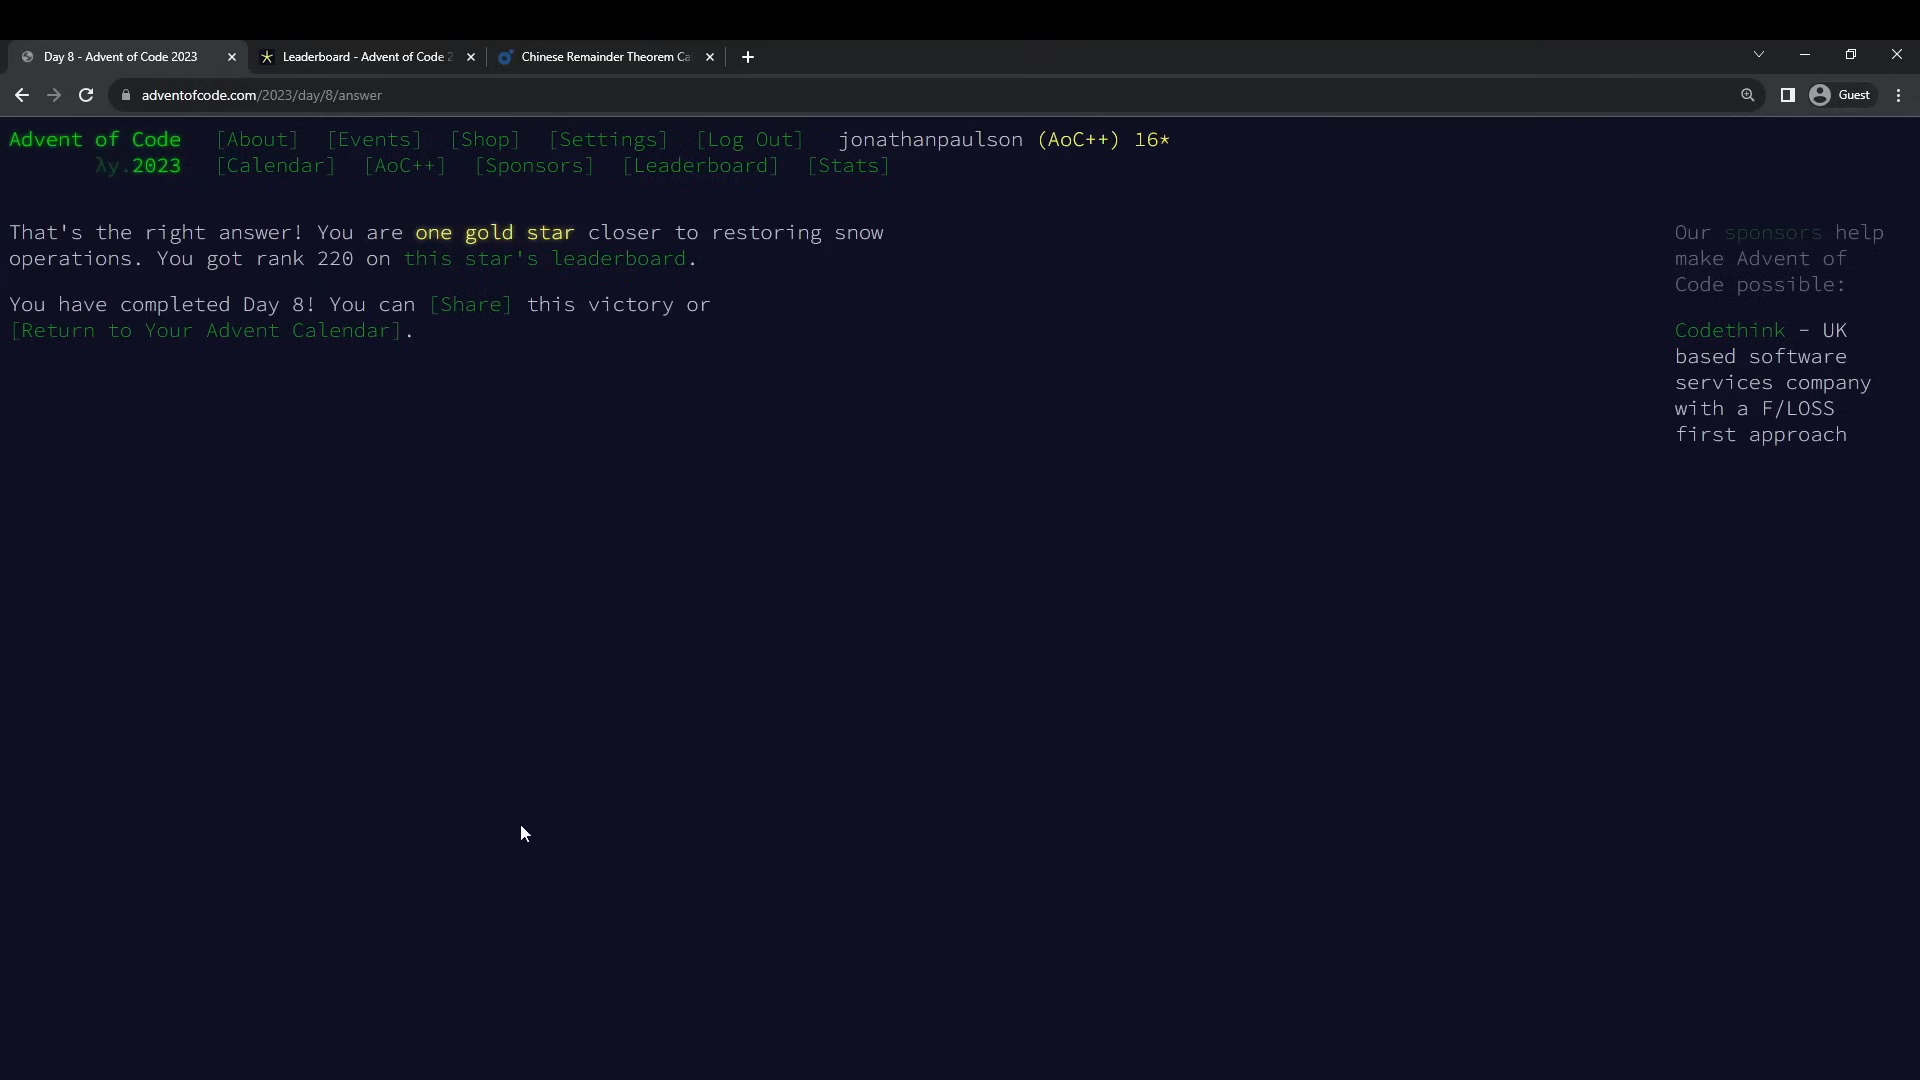 Day 8 - Advent of Code 2023
Leaderboard - Advent of Code 2
Chinese Remainder Theorem Ca
adventofcode.com/2023/day/8/answer
Guest
Advent of Code [About] [Events] [Shop] [Settings] [Log Out] jonathanpaulson (AoC++) 16*
λy.2023 [Calendar] [AoC++] [Sponsors] [Leaderboard] [Stats]
That's the right answer! You are one gold star closer to restoring snow
operations. You got rank 220 on this star's leaderboard.
You have completed Day 8! You can [Share] this victory or
[Return to Your Advent Calendar].
Our sponsors help
make Advent of
Code possible:
Codethink - UK
based software
services company
with a F/LOSS
first approach